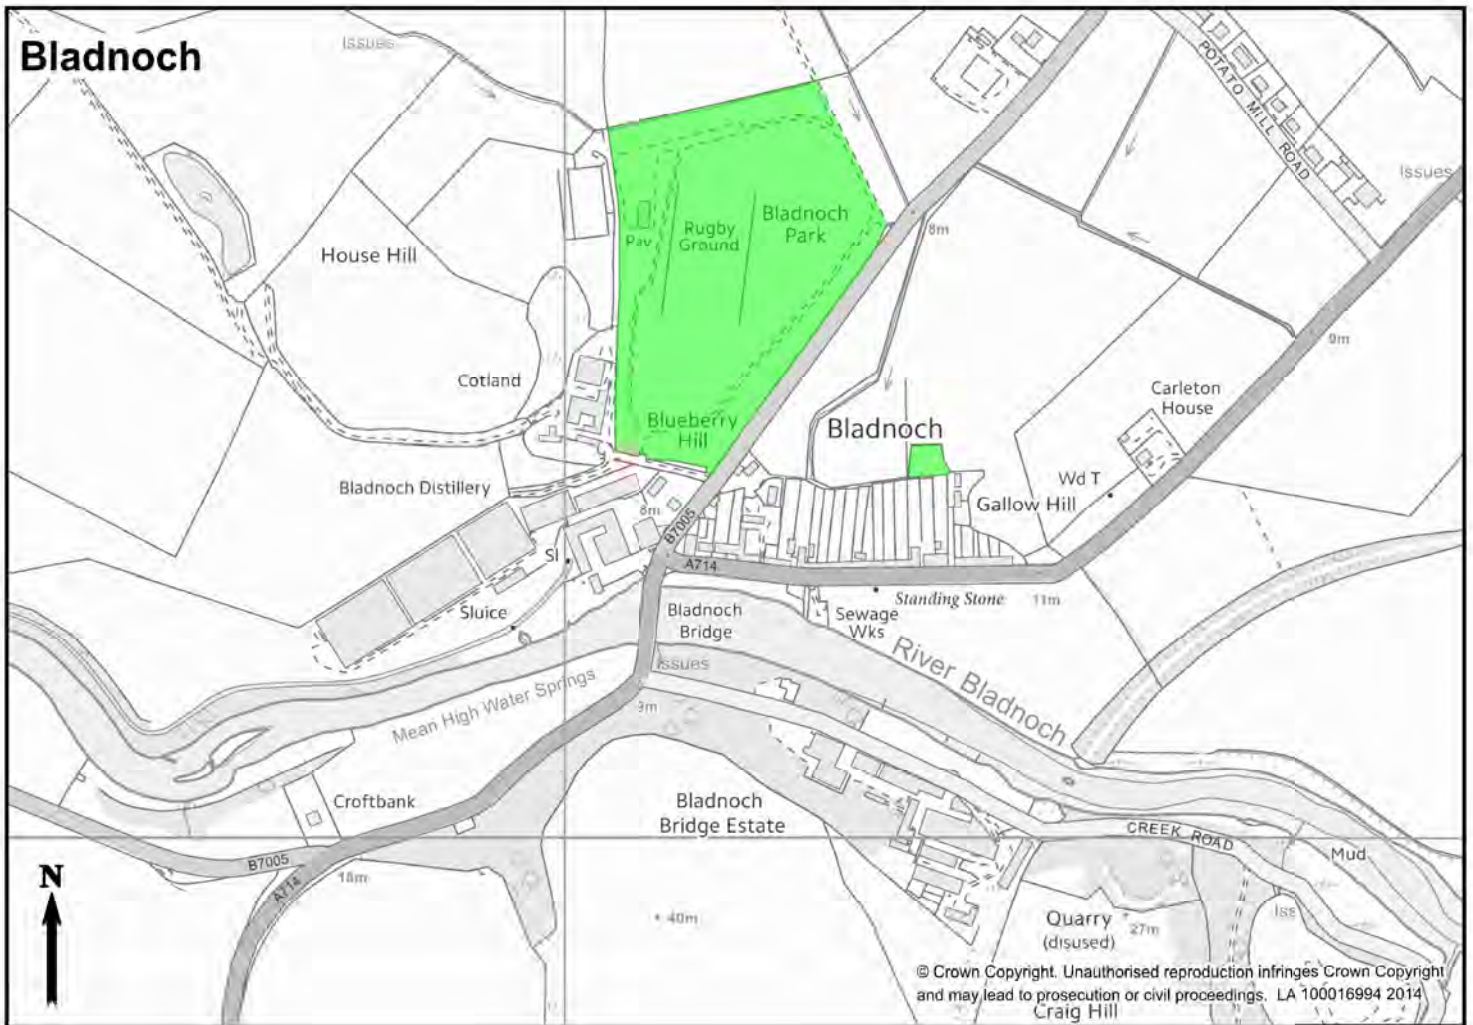 Bladnoch
Issues
POTATO MILL ROAD
Issues
House Hill
Pav
Rugby
Ground
Bladnoch
Park
8m
9m
Cotland
Carleton
House
Blueberry
Hill
Bladnoch
Bladnoch Distillery
Wd T
Gallow Hill
8m
B7005
Sl
A714
Sluice
Bladnoch
Bridge
Standing Stone
11m
Sewage
Wks
River Bladnoch
Issues
Mean High Water Springs
9m
Croftbank
Bladnoch
Bridge Estate
CREEK ROAD
Mud
B7005
A714
18m
N
40m
Quarry
(disused)
27m
Iss
© Crown Copyright. Unauthorised reproduction infringes Crown Copyright
and may lead to prosecution or civil proceedings. LA 100016994 2014
Craig Hill